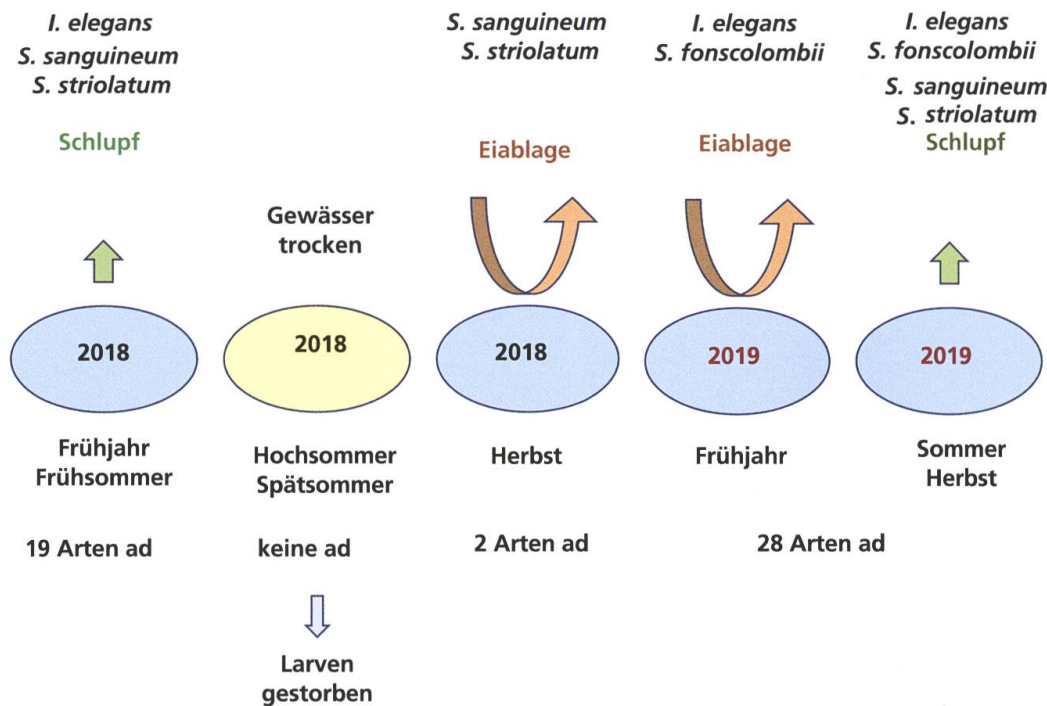 I. elegans
S. sanguineum
S. striolatum
Schlupf
Gewässer
trocken
S. sanguineum
S. striolatum
Eiablage
I. elegans
S. fonscolombii
Eiablage
I. elegans
S. fonscolombii
S. sanguineum
S. striolatum
Schlupf
2018
2018
2018
2019
2019
Frühjahr
Frühsommer
Hochsommer
Spätsommer
Herbst
Frühjahr
Sommer
Herbst
19 Arten ad
keine ad
2 Arten ad
28 Arten ad
Larven
gestorben